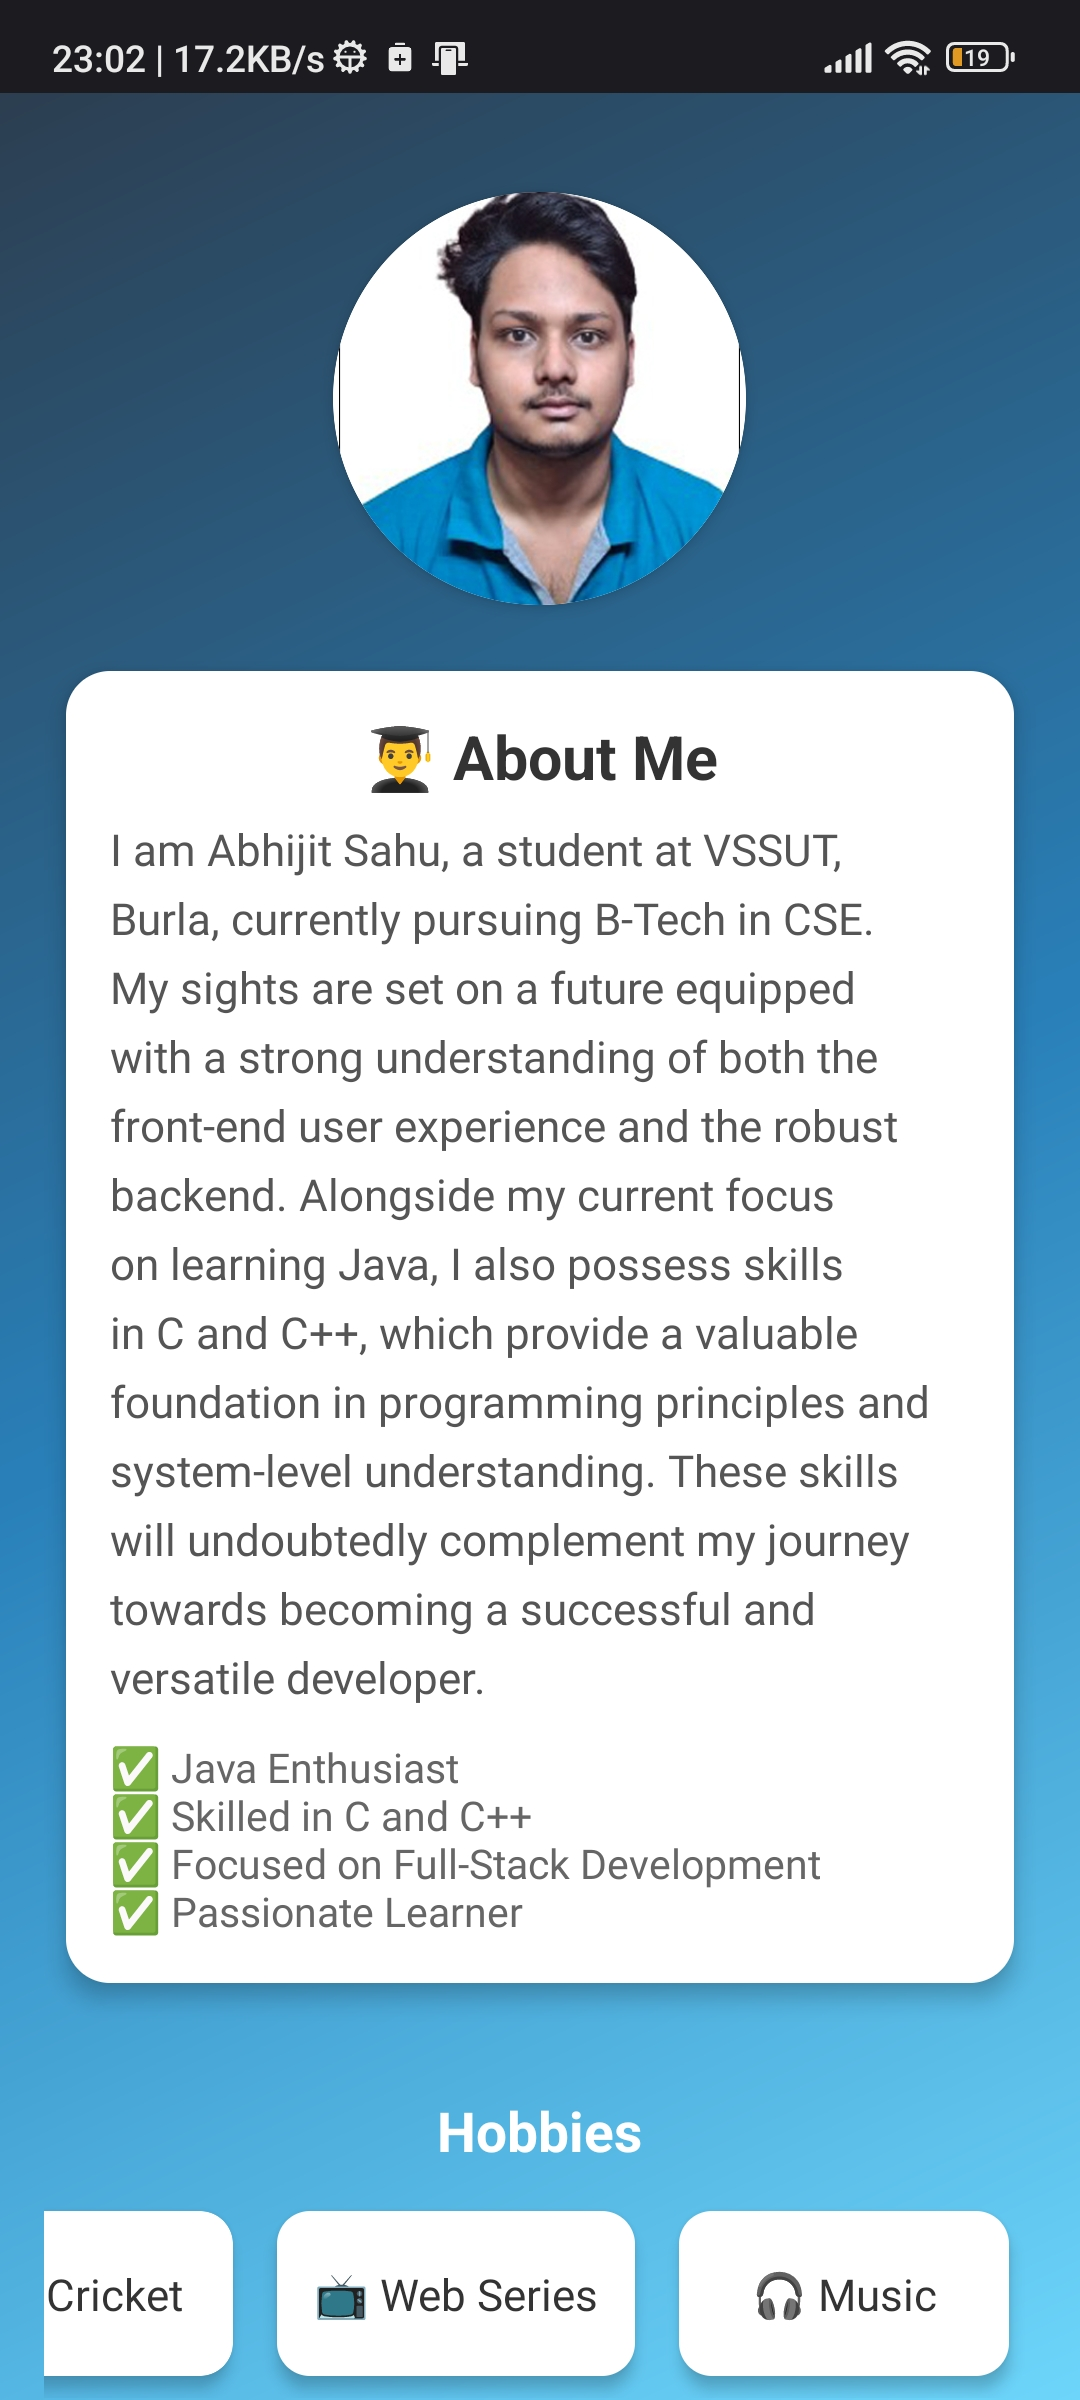 23:02 | 17.2KB/s 19
About Me
I am Abhijit Sahu, a student at VSSUT,
Burla, currently pursuing B-Tech in CSE.
My sights are set on a future equipped
with a strong understanding of both the
front-end user experience and the robust
backend. Alongside my current focus
on learning Java, I also possess skills
in C and C++, which provide a valuable
foundation in programming principles and
system-level understanding. These skills
will undoubtedly complement my journey
towards becoming a successful and
versatile developer.
✅ Java Enthusiast
✅ Skilled in C and C++
✅ Focused on Full-Stack Development
✅ Passionate Learner
Hobbies
Cricket
Web Series
Music